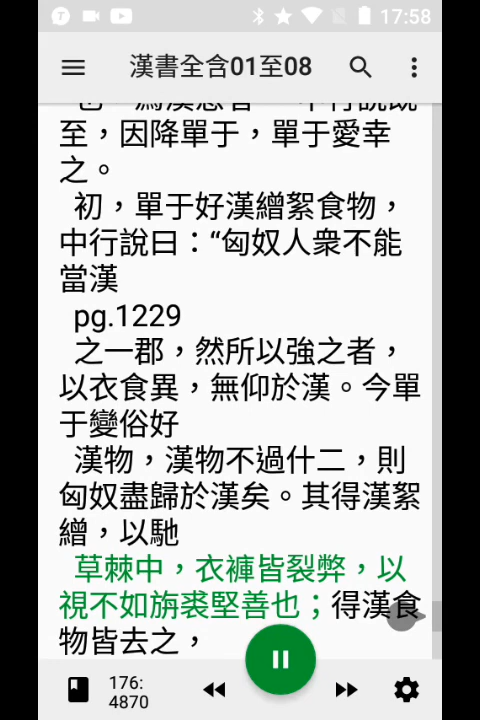 17:58
漢書全含01至08
至，因降單于，單于愛幸
之。
初，單于好漢繒絮食物，
中行說曰：“匈奴人衆不能
當漢
pg.1229
之一郡，然所以強之者，
以衣食異，無仰於漢。今單
于變俗好
漢物，漢物不過什二，則
匈奴盡歸於漢矣。其得漢絮
繒，以馳
草棘中，衣褲皆裂弊，以
視不如旃裘堅善也；得漢食
物皆去之，
176:
4870